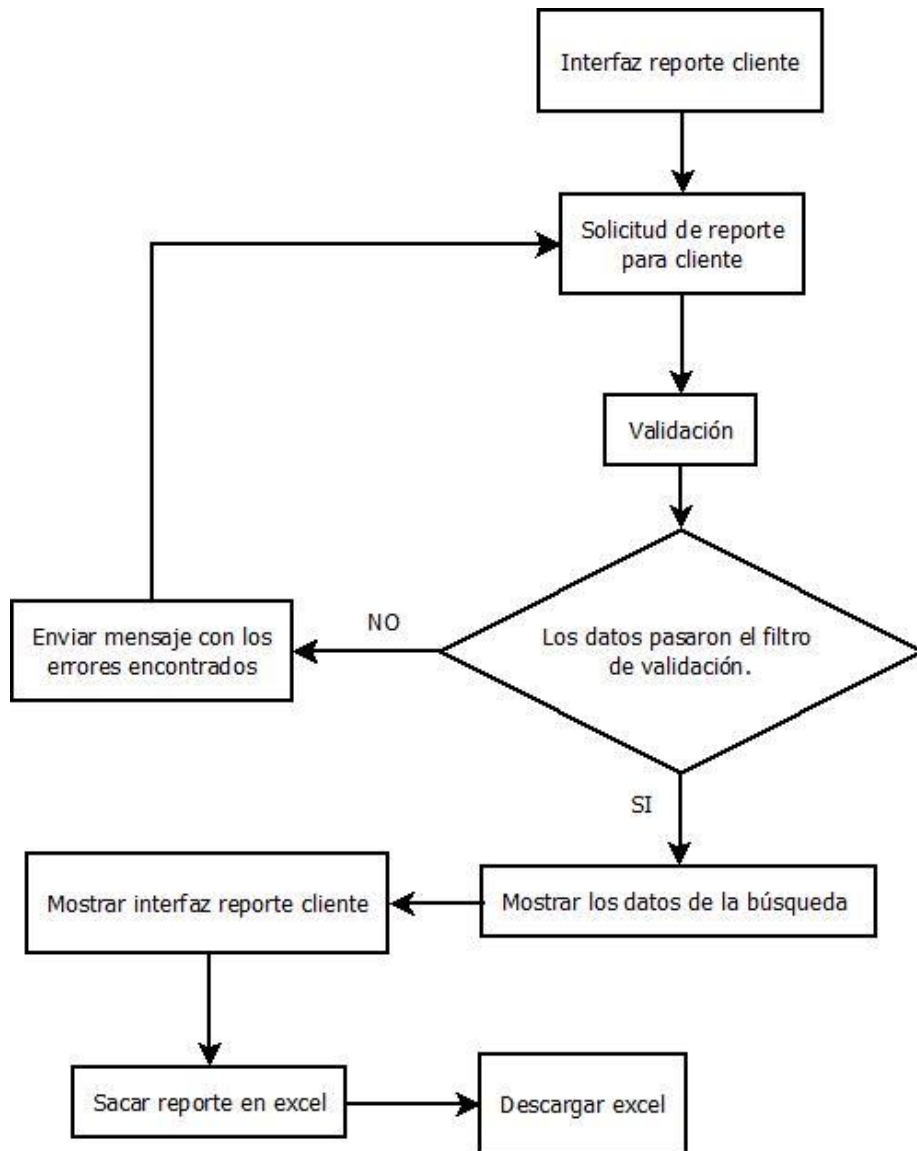 Interfaz reporte cliente
Solicitud de reporte
para cliente
Validación
Los datos pasaron el filtro
de validación.
NO
Enviar mensaje con los
errores encontrados
SI
Mostrar los datos de la búsqueda
Mostrar interfaz reporte cliente
Sacar reporte en excel
Descargar excel